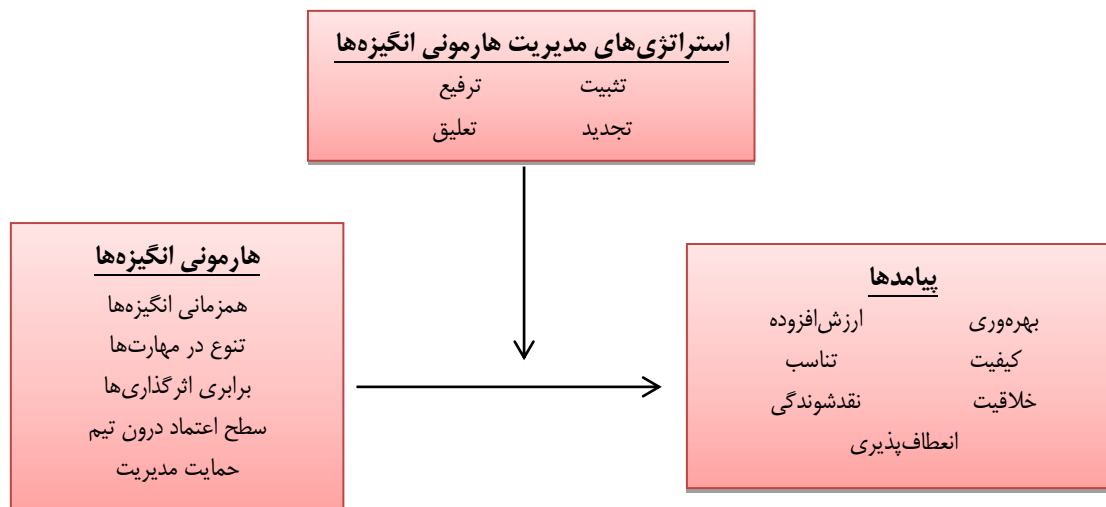 استراتژی‌های مدیریت هارمونی انگیزه‌ها
تثبیت ترفیع
تجدید تعلیق
هارمونی انگیزه‌ها
همزمانی انگیزه‌ها
تنوع در مهارت‌ها
برابری اثرگذاری‌ها
سطح اعتماد درون تیم
حمایت مدیریت
پیامدها
بهره‌وری ارزش‌افزوده
کیفیت تناسب
خلاقیت نقدشوندگی
انعطاف‌پذیری